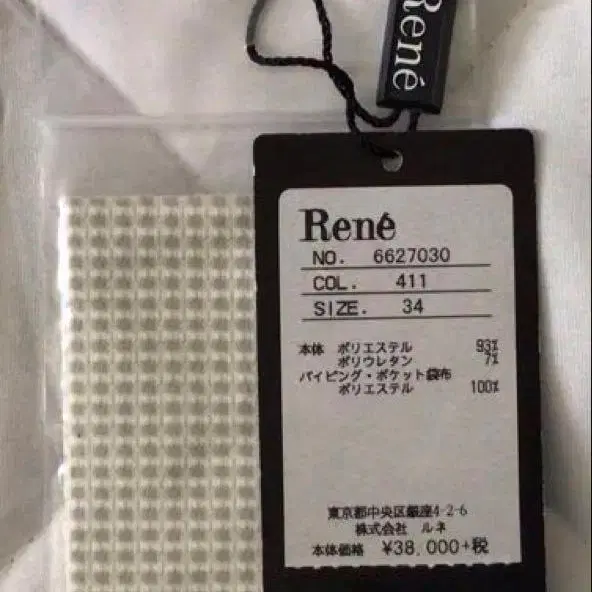 René
René
NO. 6627030
COL. 411
SIZE. 34
本体 ポリエステル 93%
ポリウレタン 7%
パイピング・ポケット袋布
ポリエステル 100%
東京都中央区銀座4-2-6
株式会社 ルネ
本体価格 ¥38,000+税